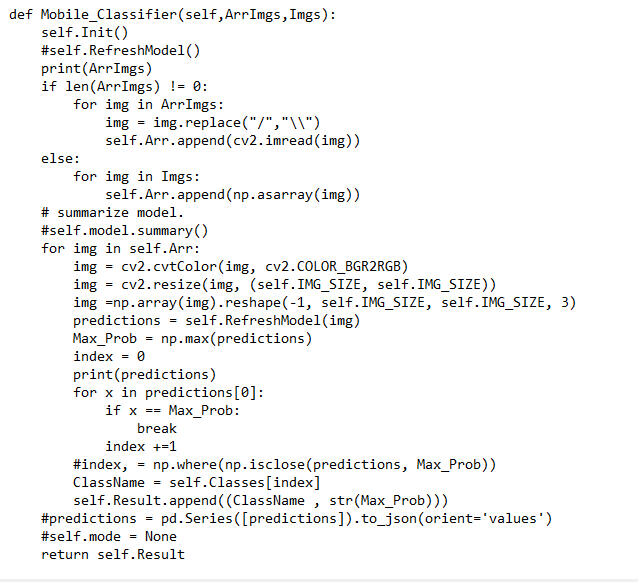 def Mobile_Classifier(self,ArrImgs,Imgs):
    self.Init()
    #self.RefreshModel()
    print(ArrImgs)
    if len(ArrImgs) != 0:
        for img in ArrImgs:
            img = img.replace("/","\\")
            self.Arr.append(cv2.imread(img))
    else:
        for img in Imgs:
            self.Arr.append(np.asarray(img))
    # summarize model.
    #self.model.summary()
    for img in self.Arr:
        img = cv2.cvtColor(img, cv2.COLOR_BGR2RGB)
        img = cv2.resize(img, (self.IMG_SIZE, self.IMG_SIZE))
        img =np.array(img).reshape(-1, self.IMG_SIZE, self.IMG_SIZE, 3)
        predictions = self.RefreshModel(img)
        Max_Prob = np.max(predictions)
        index = 0
        print(predictions)
        for x in predictions[0]:
            if x == Max_Prob:
                break
            index +=1
        #index, = np.where(np.isclose(predictions, Max_Prob))
        ClassName = self.Classes[index]
        self.Result.append((ClassName , str(Max_Prob)))
    #predictions = pd.Series([predictions]).to_json(orient='values')
    #self.mode = None
    return self.Result